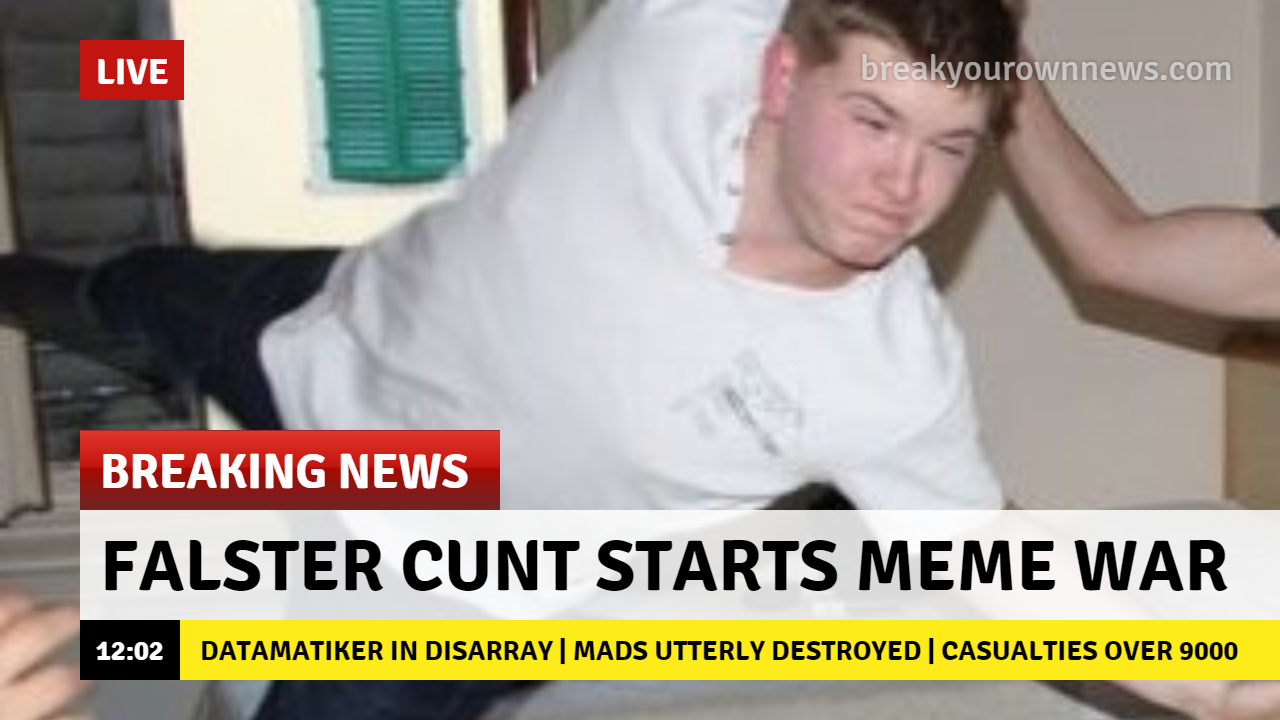 LIVE
breakyourownnews.com
BREAKING NEWS
FALSTER CUNT STARTS MEME WAR
12:02 DATAMATIKER IN DISARRAY | MADS UTTERLY DESTROYED | CASUALTIES OVER 9000